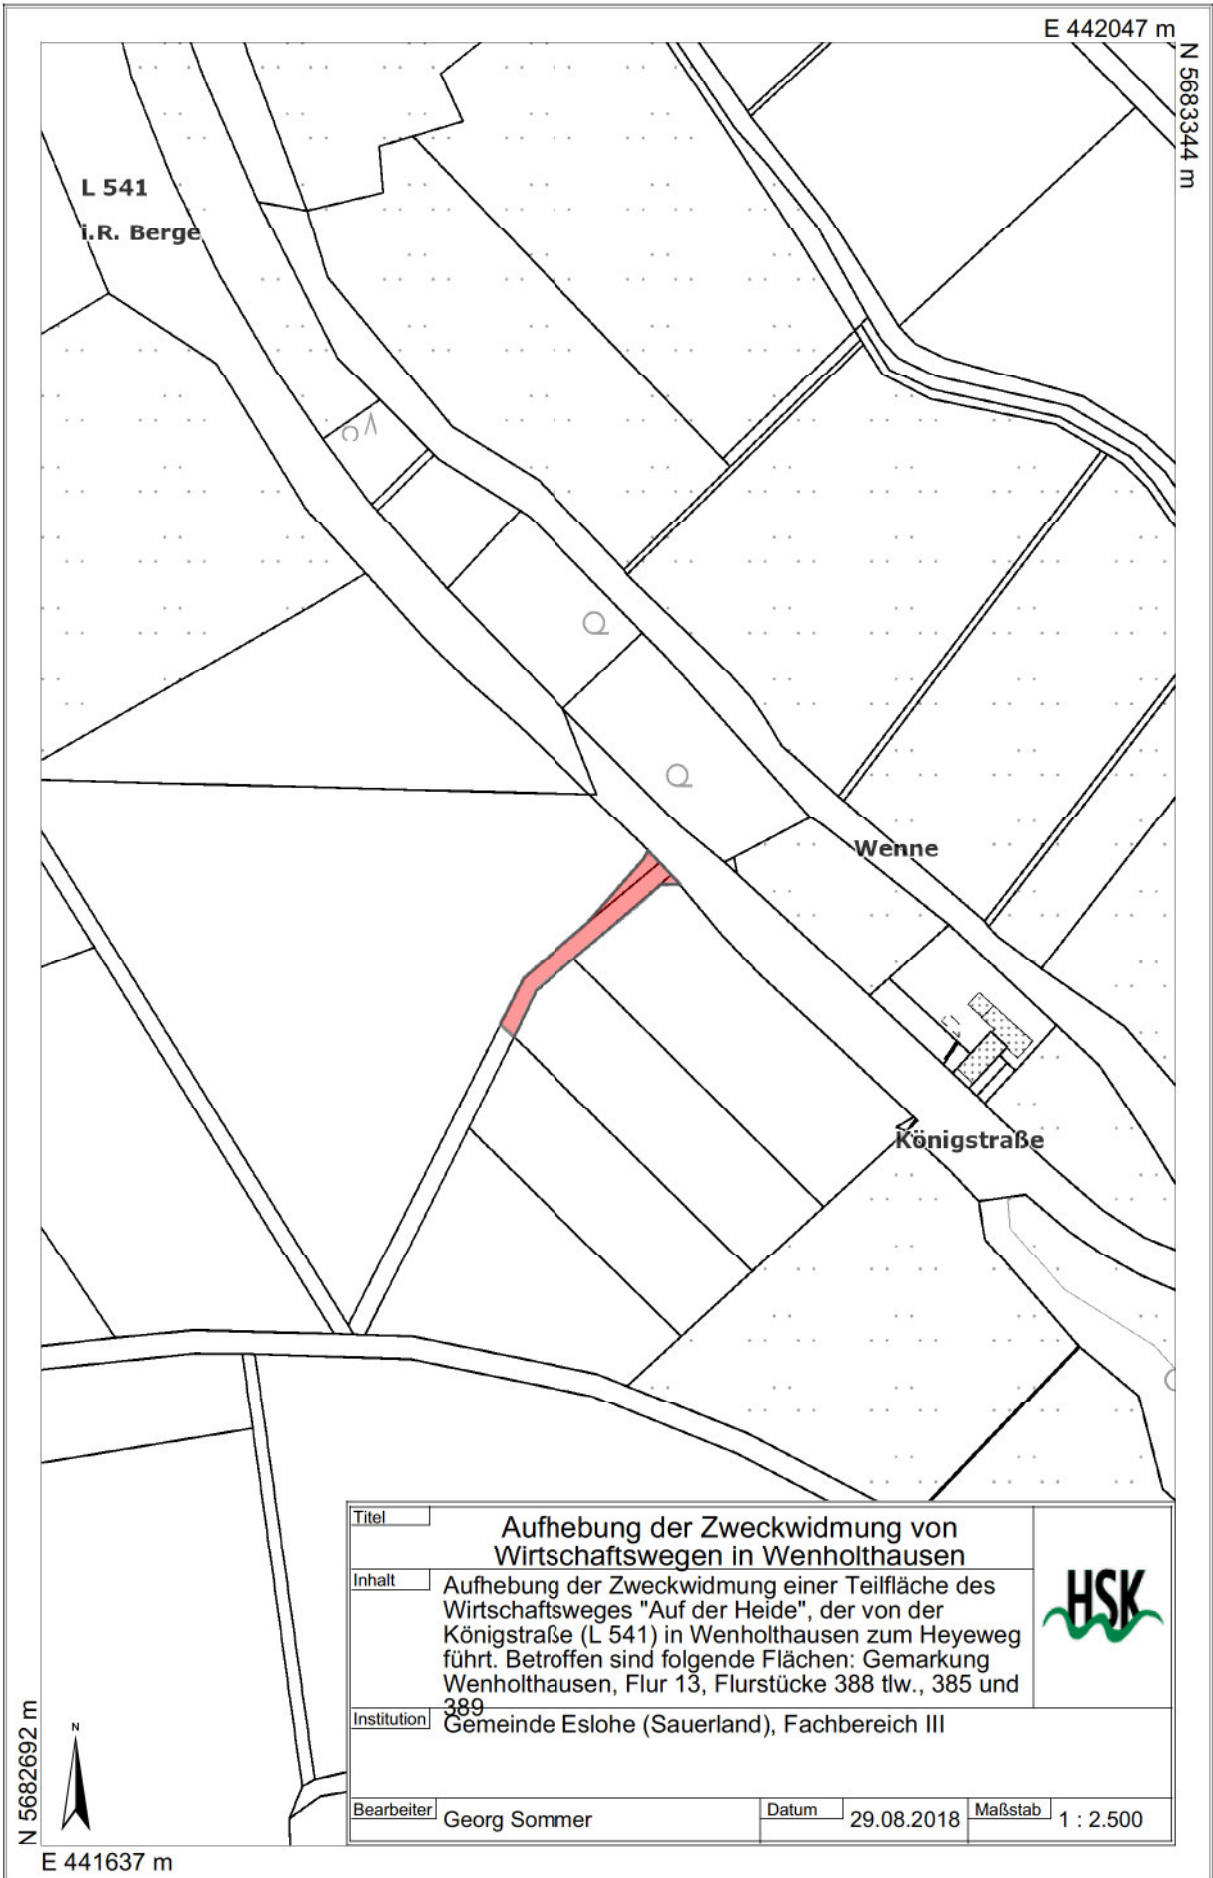 E 442047 m
N 5683344 m
L 541
i.R. Berge
Wenne
Königstraße
Titel
Aufhebung der Zweckwidmung von
Wirtschaftswegen in Wenholthausen
Inhalt
Aufhebung der Zweckwidmung einer Teilfläche des
Wirtschaftsweges "Auf der Heide", der von der
Königstraße (L 541) in Wenholthausen zum Heyeweg
führt. Betroffen sind folgende Flächen: Gemarkung
Wenholthausen, Flur 13, Flurstücke 388 tlw., 385 und
389
HSK
Institution
Gemeinde Eslohe (Sauerland), Fachbereich III
Bearbeiter
Georg Sommer
Datum
29.08.2018
Maßstab
1 : 2.500
N
N 5682692 m
E 441637 m